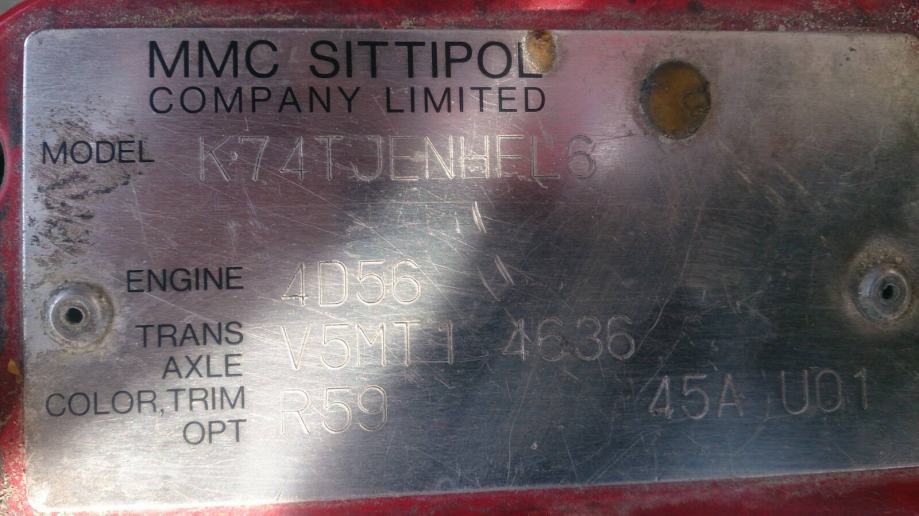 MMC SITTIPOL
COMPANY LIMITED
MODEL K74TJENHEL6
ENGINE 4D56
TRANS
AXLE V5MT1 4636
COLOR,TRIM
OPT R59 45A U01